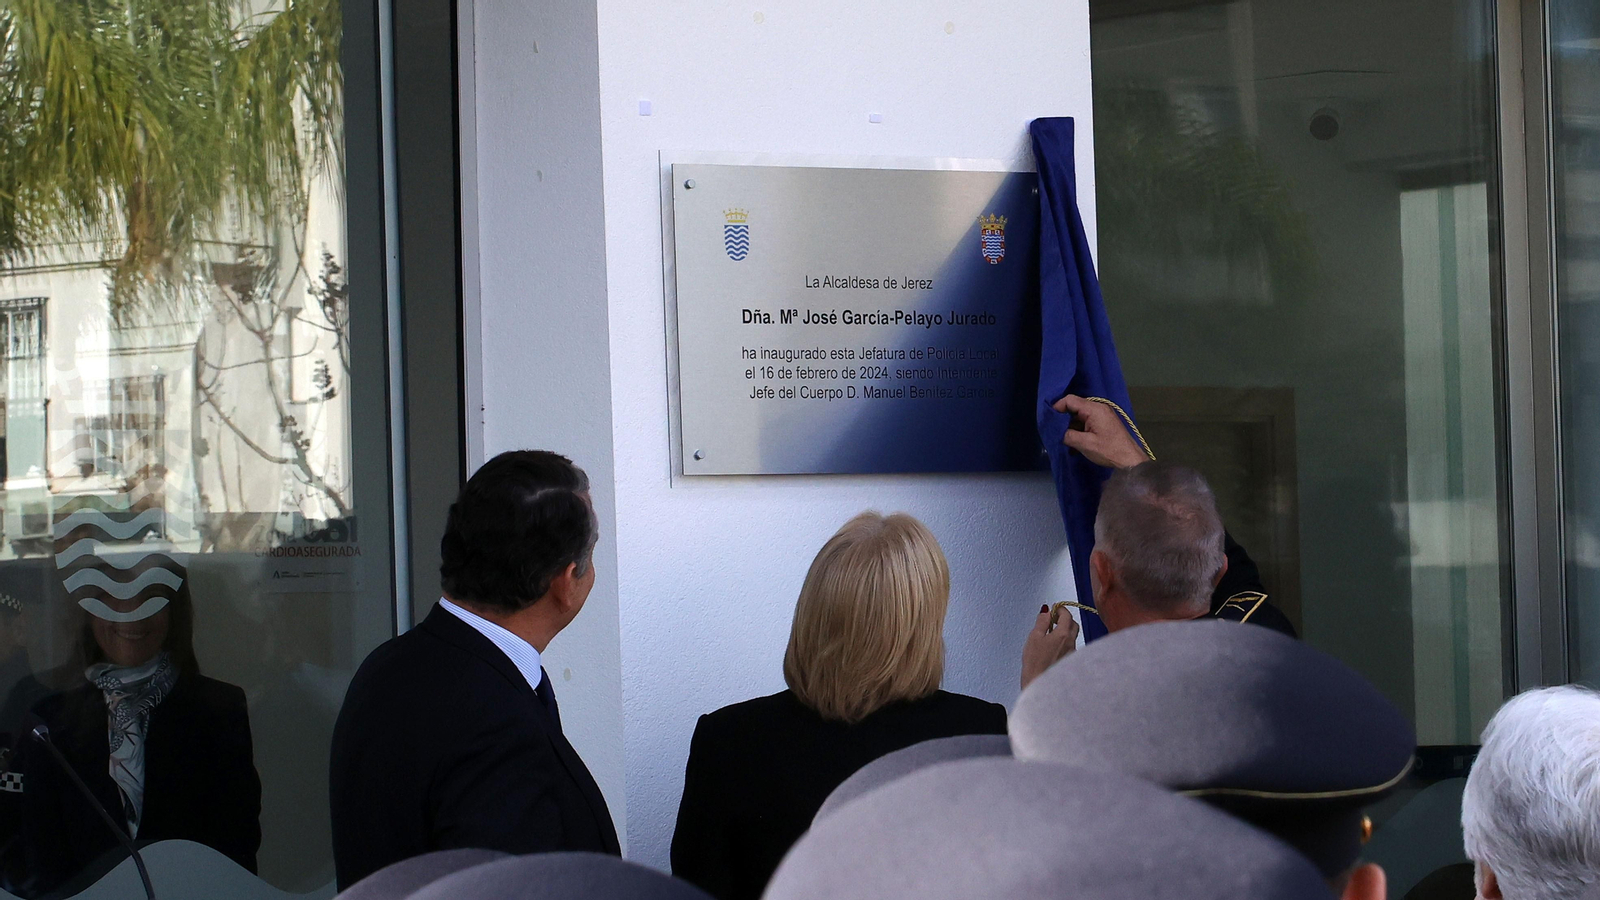 La Alcaldesa de Jerez
Dña. Mª José García-Pelayo Jurado
ha inaugurado esta Jefatura de Policía Local
el 16 de febrero de 2024, siendo Intendente
Jefe del Cuerpo D. Manuel Benítez García
CARDIOASEGURADA